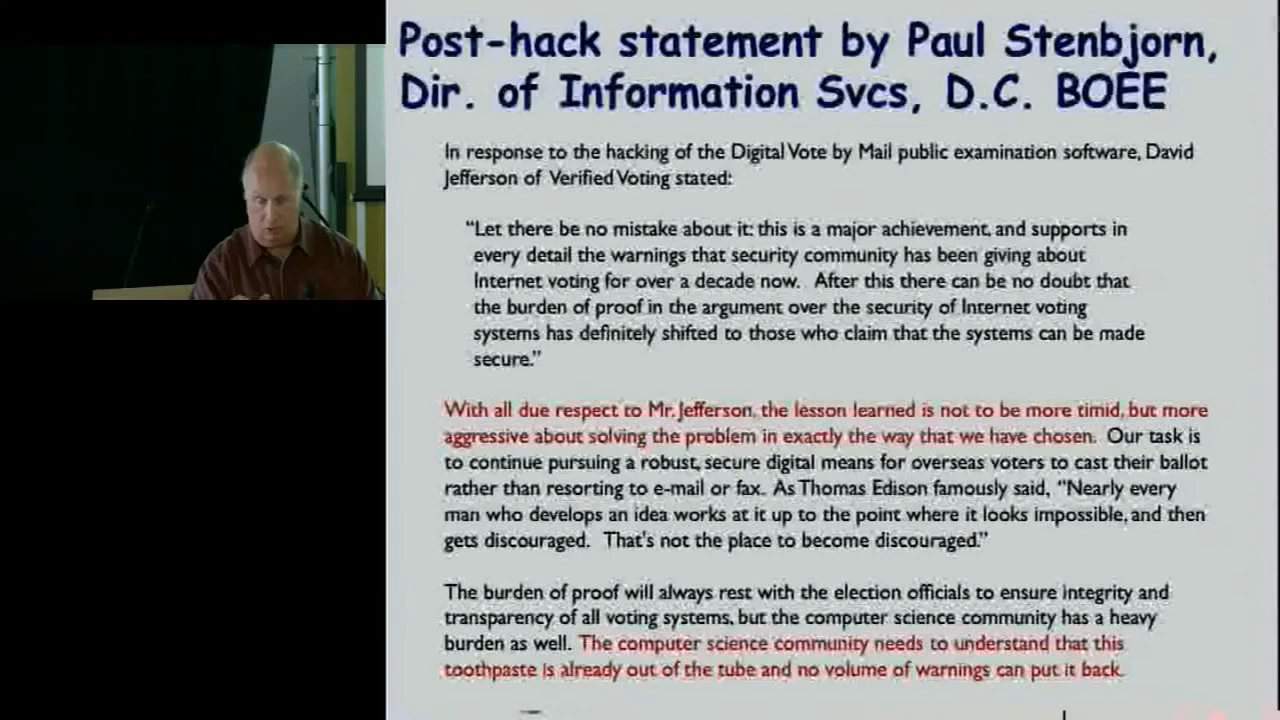 Post-hack statement by Paul Stenbjorn,
Dir. of Information Svcs, D.C. BOEE
In response to the hacking of the Digital Vote by Mail public examination software, David
Jefferson of Verified Voting stated:
“Let there be no mistake about it: this is a major achievement, and supports in
every detail the warnings that security community has been giving about
Internet voting for over a decade now. After this there can be no doubt that
the burden of proof in the argument over the security of Internet voting
systems has definitely shifted to those who claim that the systems can be made
secure.”
With all due respect to Mr. Jefferson, the lesson learned is not to be more timid, but more
aggressive about solving the problem in exactly the way that we have chosen. Our task is
to continue pursuing a robust, secure digital means for overseas voters to cast their ballot
rather than resorting to e-mail or fax. As Thomas Edison famously said, “Nearly every
man who develops an idea works at it up to the point where it looks impossible, and then
gets discouraged. That's not the place to become discouraged.”
The burden of proof will always rest with the election officials to ensure integrity and
transparency of all voting systems, but the computer science community has a heavy
burden as well. The computer science community needs to understand that this
toothpaste is already out of the tube and no volume of warnings can put it back.